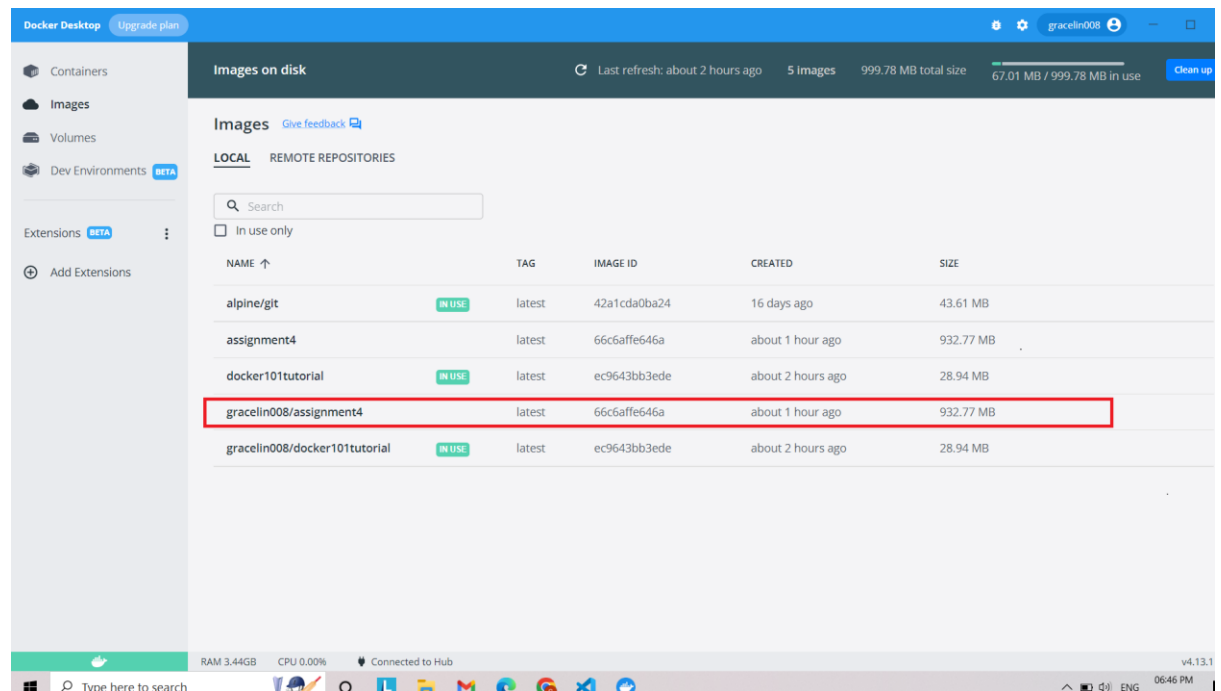 Docker Desktop Upgrade plan gracelin008
Containers
Images
Volumes
Dev Environments BETA
Extensions BETA
Add Extensions
Images on disk Last refresh: about 2 hours ago 5 images 999.78 MB total size 67.01 MB / 999.78 MB in use Clean up
Images Give feedback
LOCAL REMOTE REPOSITORIES
Search
In use only
NAME TAG IMAGE ID CREATED SIZE
alpine/git IN USE latest 42a1cda0ba24 16 days ago 43.61 MB
assignment4 latest 66c6affe646a about 1 hour ago 932.77 MB
docker101tutorial IN USE latest ec9643bb3ede about 2 hours ago 28.94 MB
gracelin008/assignment4 latest 66c6affe646a about 1 hour ago 932.77 MB
gracelin008/docker101tutorial IN USE latest ec9643bb3ede about 2 hours ago 28.94 MB
RAM 3.44GB CPU 0.00% Connected to Hub v4.13.1
Type here to search ENG 06:46 PM